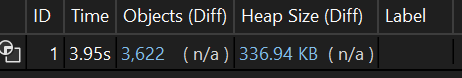 ID Time Objects (Diff) Heap Size (Diff) Label
1 3.95s 3,622 ( n/a ) 336.94 KB ( n/a )